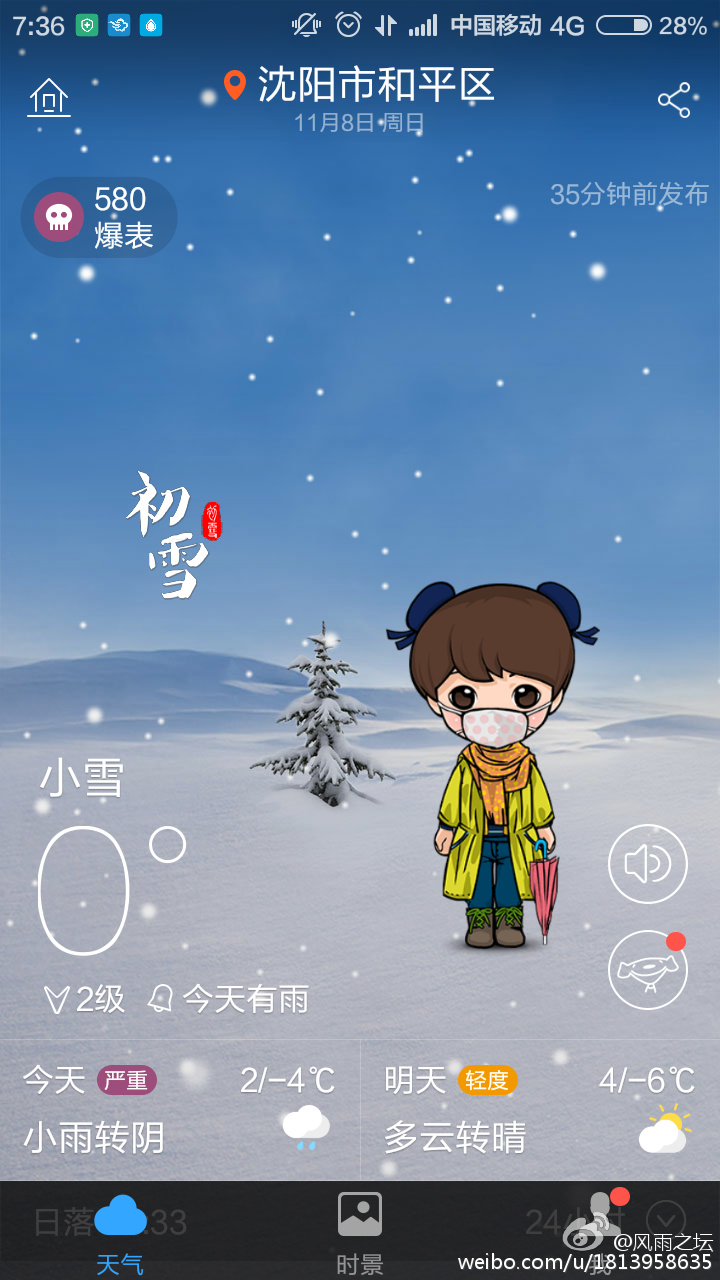 7:36 中国移动 4G 28%
沈阳市和平区
11月8日 周日
580
爆表
35分钟前发布
初雪
初雪
小雪
0°
2级 今天有雨
今天 严重 2/-4℃
明天 轻度 4/-6℃
小雨转阴
多云转晴
日落 33
24小时
天气
时景
我
@风雨之坛
weibo.com/u/1813958635